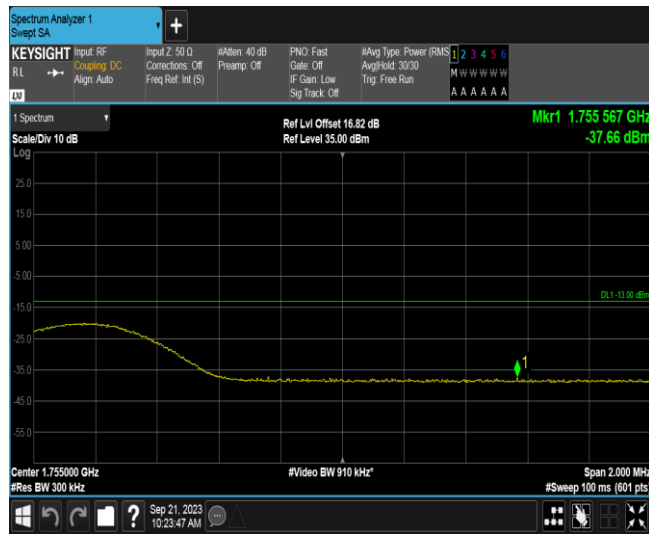 Spectrum Analyzer 1
Swept SA
+
KEYSIGHT
RL
LXI
Input: RF
Coupling: DC
Align: Auto
Input Z: 50 Ω
Corrections: Off
Freq Ref: Int (S)
#Atten: 40 dB
Preamp: Off
PNO: Fast
Gate: Off
IF Gain: Low
Sig Track: Off
#Avg Type: Power (RMS
Avg|Hold: 30/30
Trig: Free Run
1 2 3 4 5 6
M W W W W W
A A A A A A
1 Spectrum
Scale/Div 10 dB
Ref Lvl Offset 16.82 dB
Ref Level 35.00 dBm
Mkr1 1.755 567 GHz
-37.66 dBm
Log
25.0
15.0
5.00
-5.00
DL1 -13.00 dBm
-15.0
-25.0
1
-35.0
-45.0
-55.0
Center 1.755000 GHz
#Res BW 300 kHz
#Video BW 910 kHz*
Span 2.000 MHz
#Sweep 100 ms (601 pts
?
Sep 21, 2023
10:23:47 AM